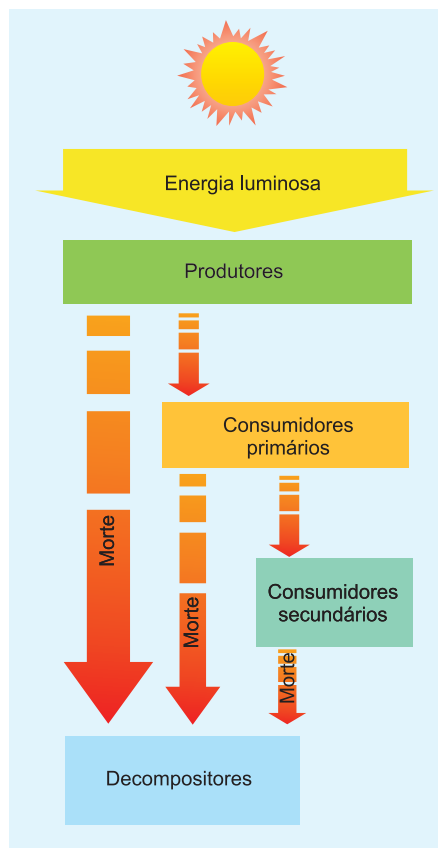 Energia luminosa
Produtores
Consumidores
primários
Morte
Consumidores
secundários
Morte
Morte
Decompositores